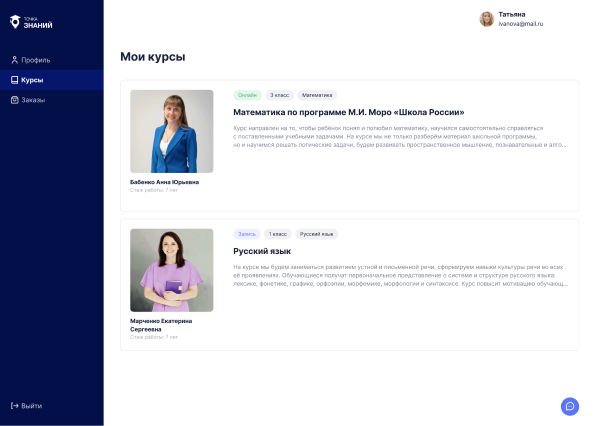 ТОЧКА
ЗНАНИЙ
Татьяна
ivanova@mail.ru
Профиль
Курсы
Заказы
Мои курсы
Онлайн 3 класс Математика
Математика по программе М.И. Моро «Школа России»
Курс направлен на то, чтобы ребёнок понял и полюбил математику, научился самостоятельно справляться
с поставленными учебными задачами. На курсе мы не только разберём материал школьной программы,
но и научимся решать логические задачи, будем развивать пространственное мышление, познавательные и алго...
Бабенко Анна Юрьевна
Стаж работы: 7 лет
Запись 1 класс Русский язык
Русский язык
На курсе мы будем заниматься развитием устной и письменной речи, сформируем навыки культуры речи во всех
её проявлениях. Обучающиеся получат первоначальное представление о системе и структуре русского языка
лексике, фонетике, графике, орфоэпии, морфемике, морфологии и синтаксисе. Курс повысит мотивацию обучающ...
Марченко Екатерина
Сергеевна
Стаж работы: 7 лет
Выйти